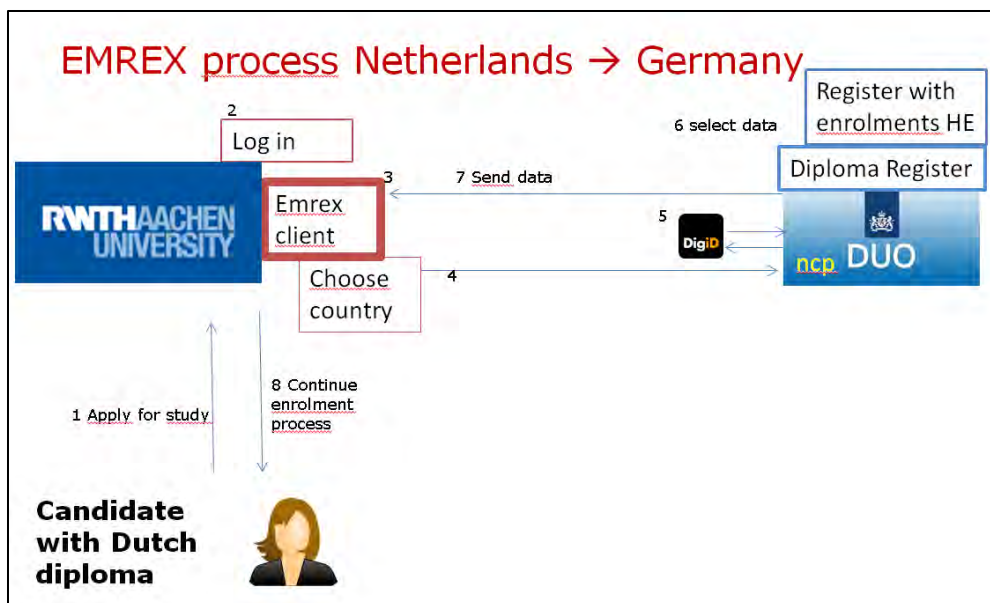 EMREX process Netherlands → Germany
2
Log in
3
RWTHAACHEN
UNIVERSITY
Emrex
client
Choose
country
4
7 Send data
6 select data
5
DigiD
Register with
enrolments HE
Diploma Register
ncp DUO
1 Apply for study
8 Continue
enrolment
process
Candidate
with Dutch
diploma